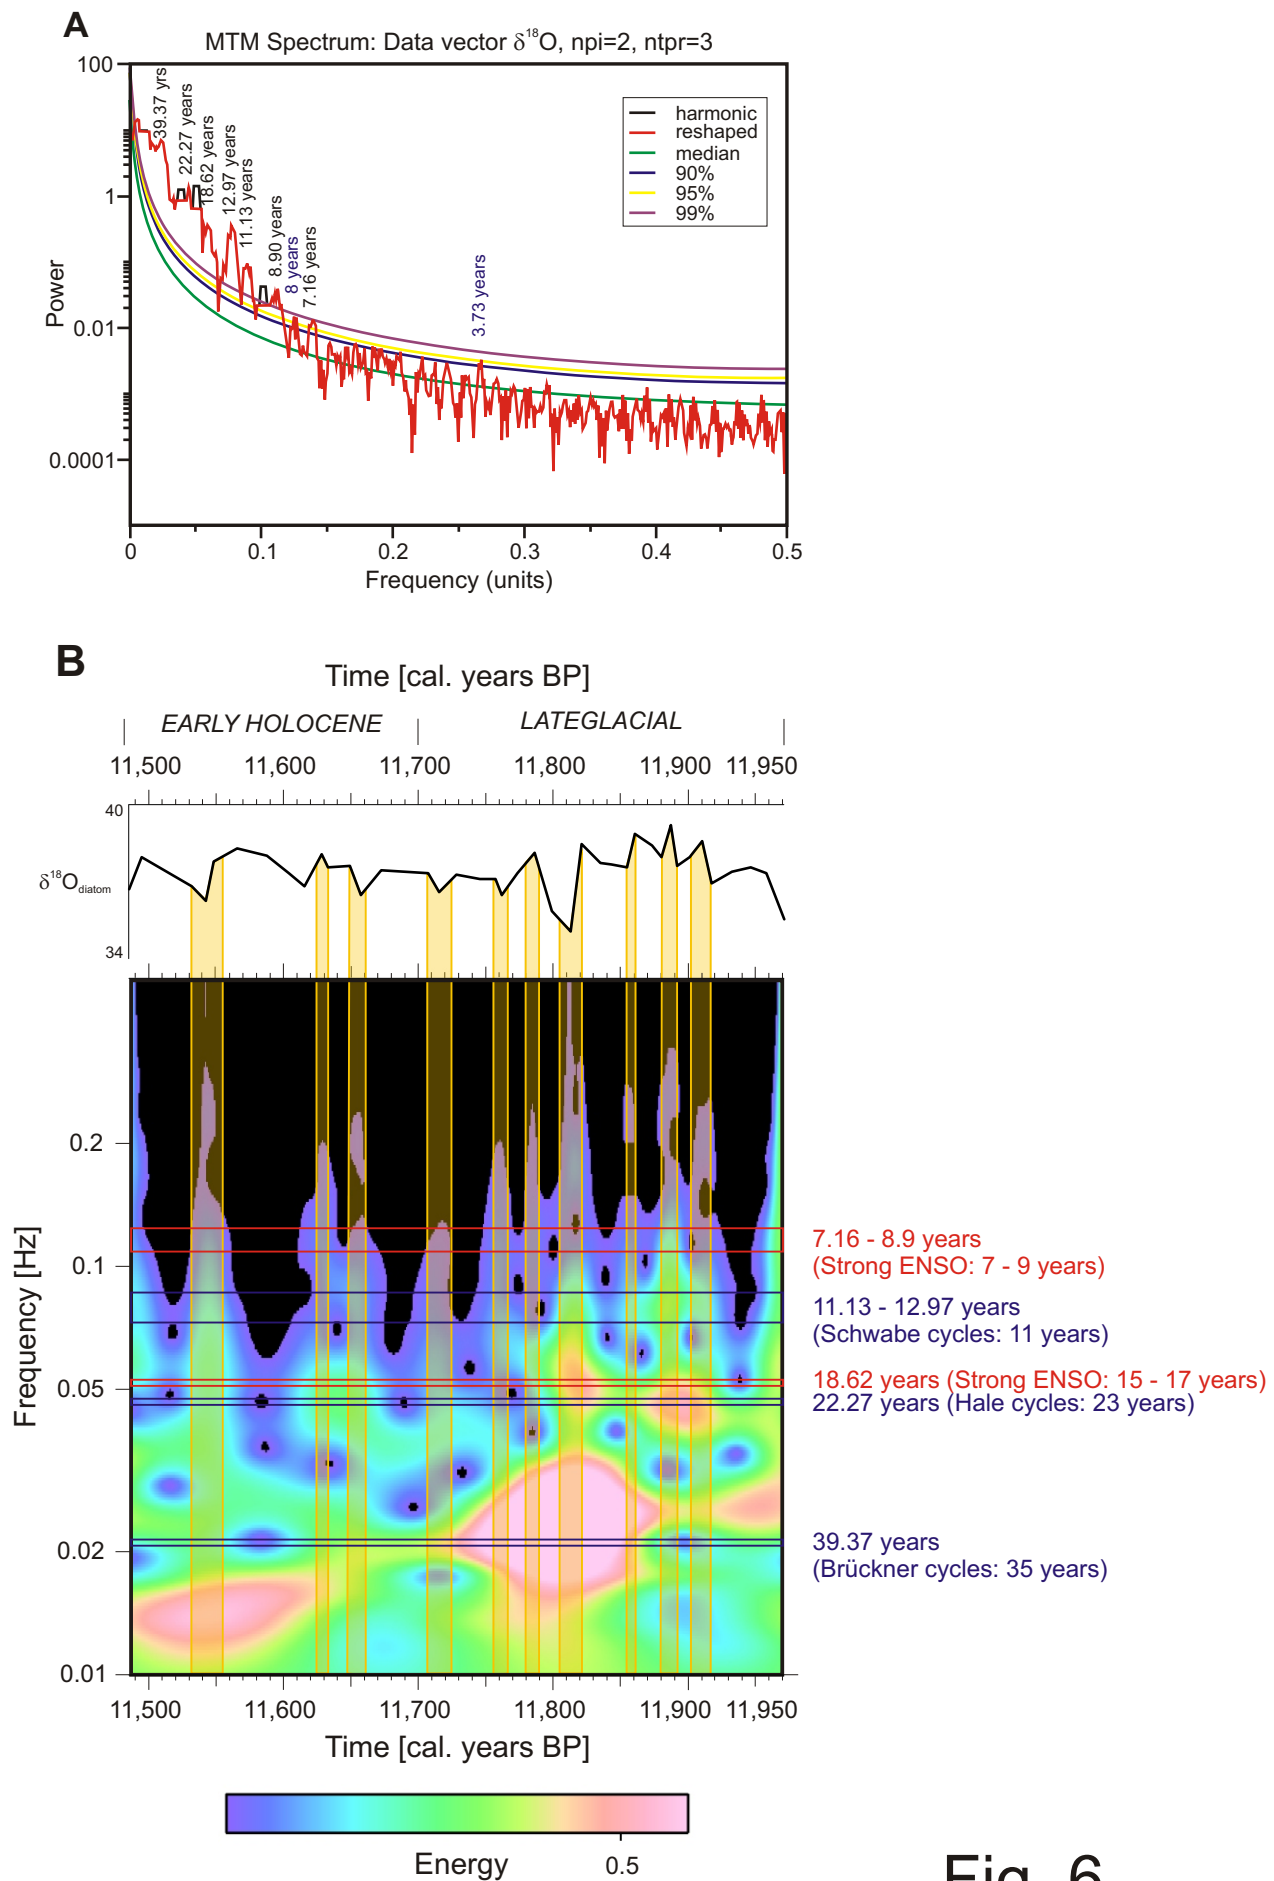 A
MTM Spectrum: Data vector δ18O, npi=2, ntpr=3
100
1
0.01
0.0001
Power
39.37 yrs
22.27 years
18.62 years
12.97 years
11.13 years
8.90 years
8 years
7.16 years
3.73 years
harmonic
reshaped
median
90%
95%
99%
0 0.1 0.2 0.3 0.4 0.5
Frequency (units)
B
Time [cal. years BP]
EARLY HOLOCENE LATEGLACIAL
11,500 11,600 11,700 11,800 11,900 11,950
40
δ18Odiatom
34
Frequency [Hz]
0.2
0.1
0.05
0.02
0.01
7.16 - 8.9 years
(Strong ENSO: 7 - 9 years)
11.13 - 12.97 years
(Schwabe cycles: 11 years)
18.62 years (Strong ENSO: 15 - 17 years)
22.27 years (Hale cycles: 23 years)
39.37 years
(Brückner cycles: 35 years)
11,500 11,600 11,700 11,800 11,900 11,950
Time [cal. years BP]
Energy 0.5
Fig. 6